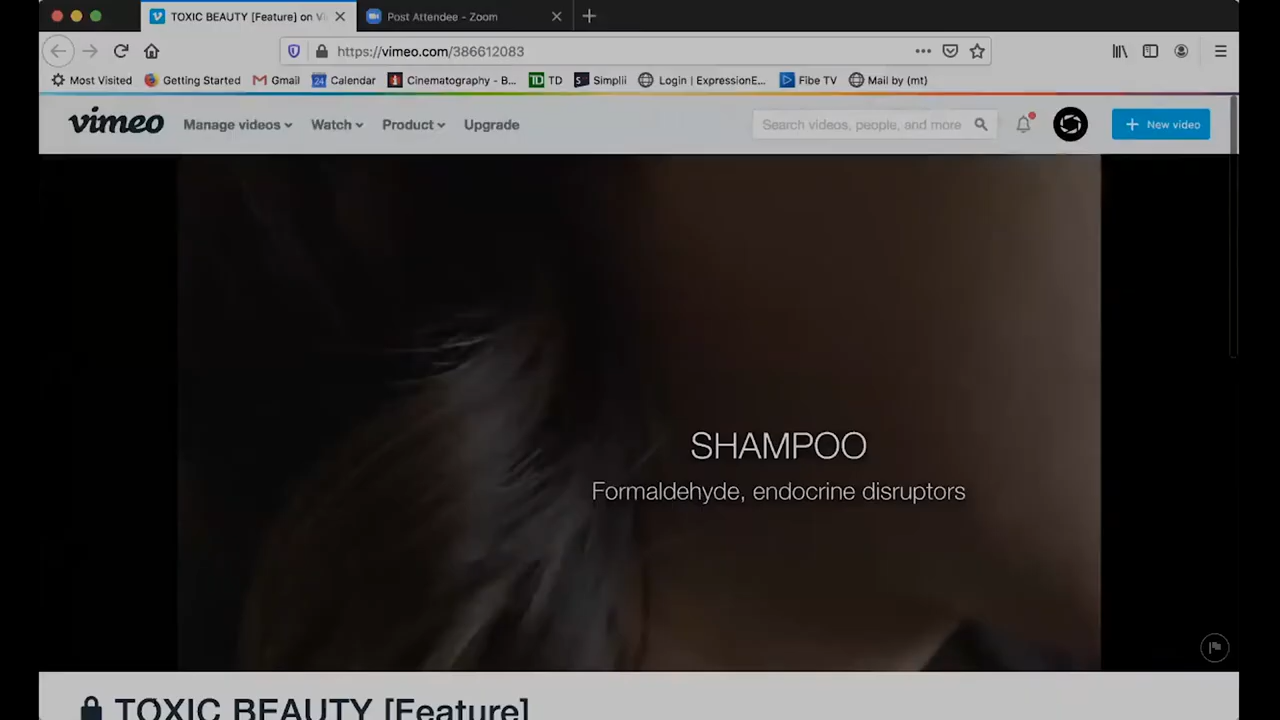 TOXIC BEAUTY [Feature] on Vi
Post Attendee - Zoom
https://vimeo.com/386612083
Most Visited Getting Started Gmail 24 Calendar Cinematography - B... TD TD Simplii Login | ExpressionE... Fibe TV Mail by (mt)
vimeo Manage videos Watch Product Upgrade Search videos, people, and more New video
SHAMPOO
Formaldehyde, endocrine disruptors
TOXIC BEAUTY [Feature]